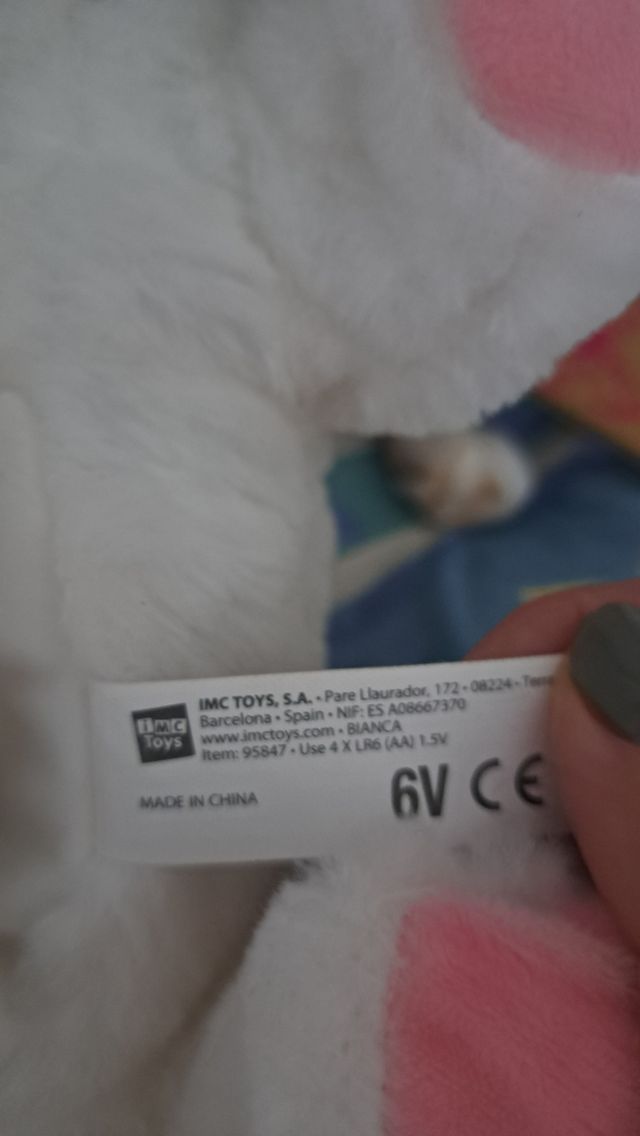 iMC
Toys
IMC TOYS, S.A. • Pare Llaurador, 172 • 08224 •
Barcelona • Spain • NIF: ES A08667370
www.imctoys.com • BIANCA
Item: 95847 • Use 4 X LR6 (AA) 1.5V
MADE IN CHINA
6V CE